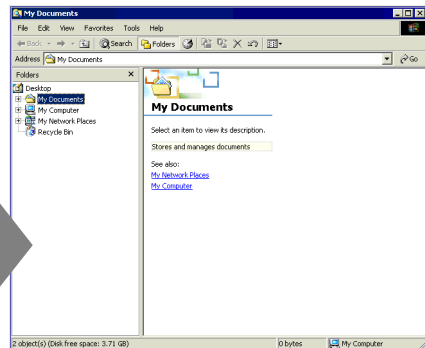 My Documents
File Edit View Favorites Tools Help
Back Search Folders
Address My Documents Go
Folders
Desktop
My Documents
My Computer
My Network Places
Recycle Bin
My Documents
Select an item to view its description.
Stores and manages documents
See also:
My Network Places
My Computer
2 object(s) (Disk free space: 3.71 GB) 0 bytes My Computer